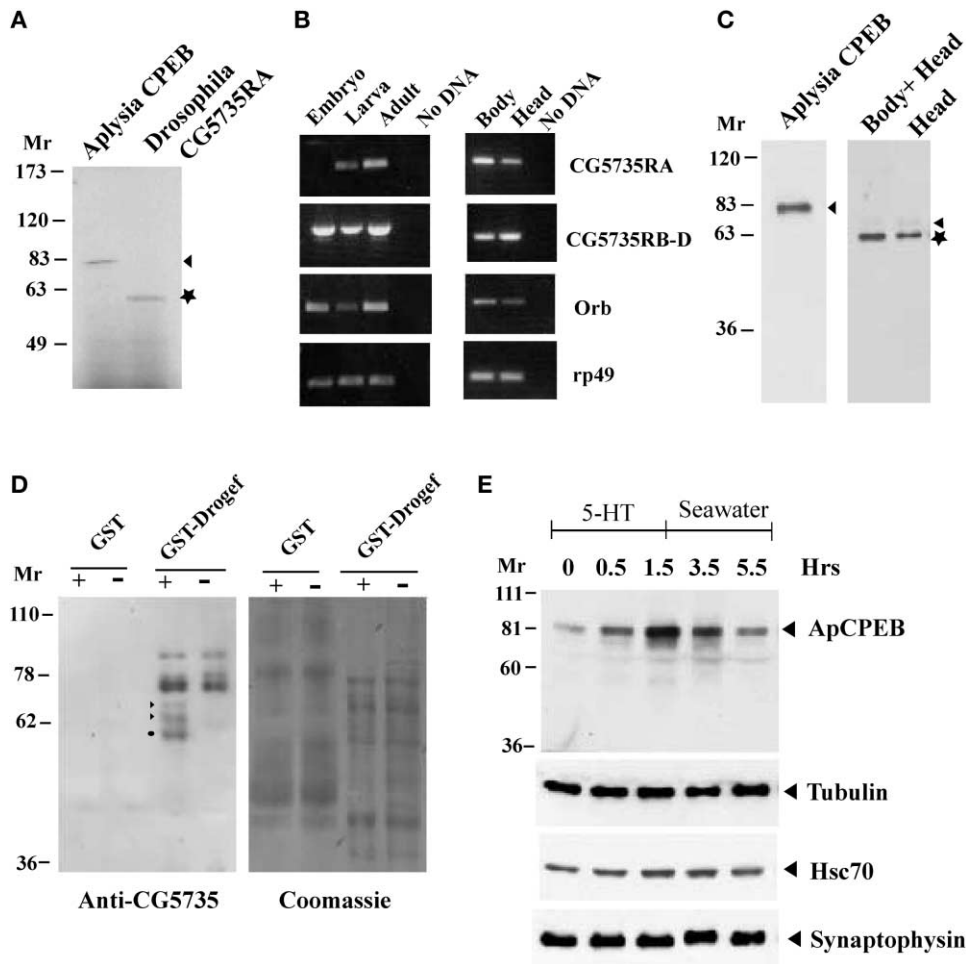 A
Aplysia CPEB
Drosophila
CG5735RA
Mr
173 –
120 –
83 –
63 –
49 –
B
Embryo
Larva
Adult
No DNA
Body
Head
No DNA
CG5735RA
CG5735RB-D
Orb
rp49
C
Aplysia CPEB
Body+ Head
Head
Mr
120 –
83 –
63 –
36 –
D
GST
GST-Drogef
GST
GST-Drogef
Mr
+ - + - + - + -
110 –
78 –
62 –
36 –
Anti-CG5735
Coomassie
E
5-HT
Seawater
Mr
0 0.5 1.5 3.5 5.5 Hrs
111 –
81 –
60 –
36 –
ApCPEB
Tubulin
Hsc70
Synaptophysin